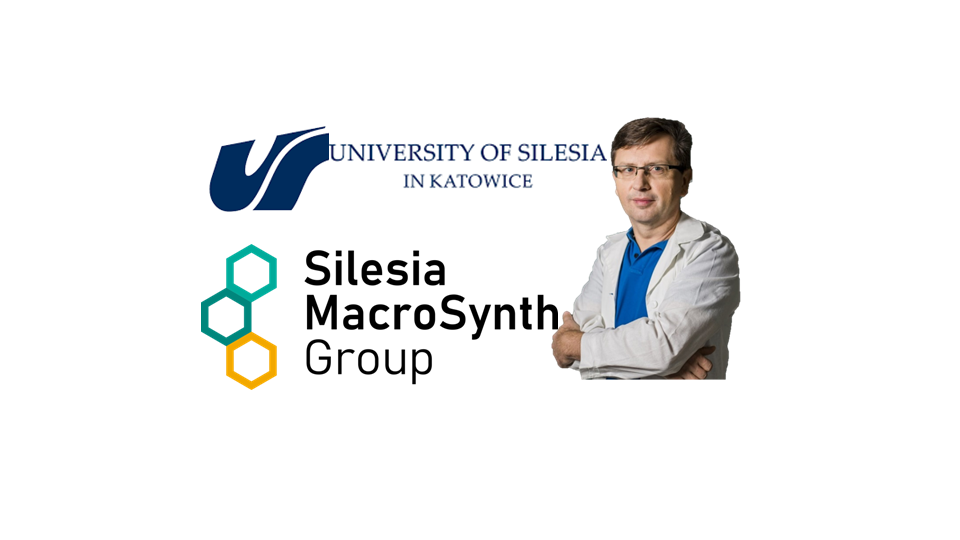 UNIVERSITY OF SILESIA
IN KATOWICE
Silesia
MacroSynth
Group